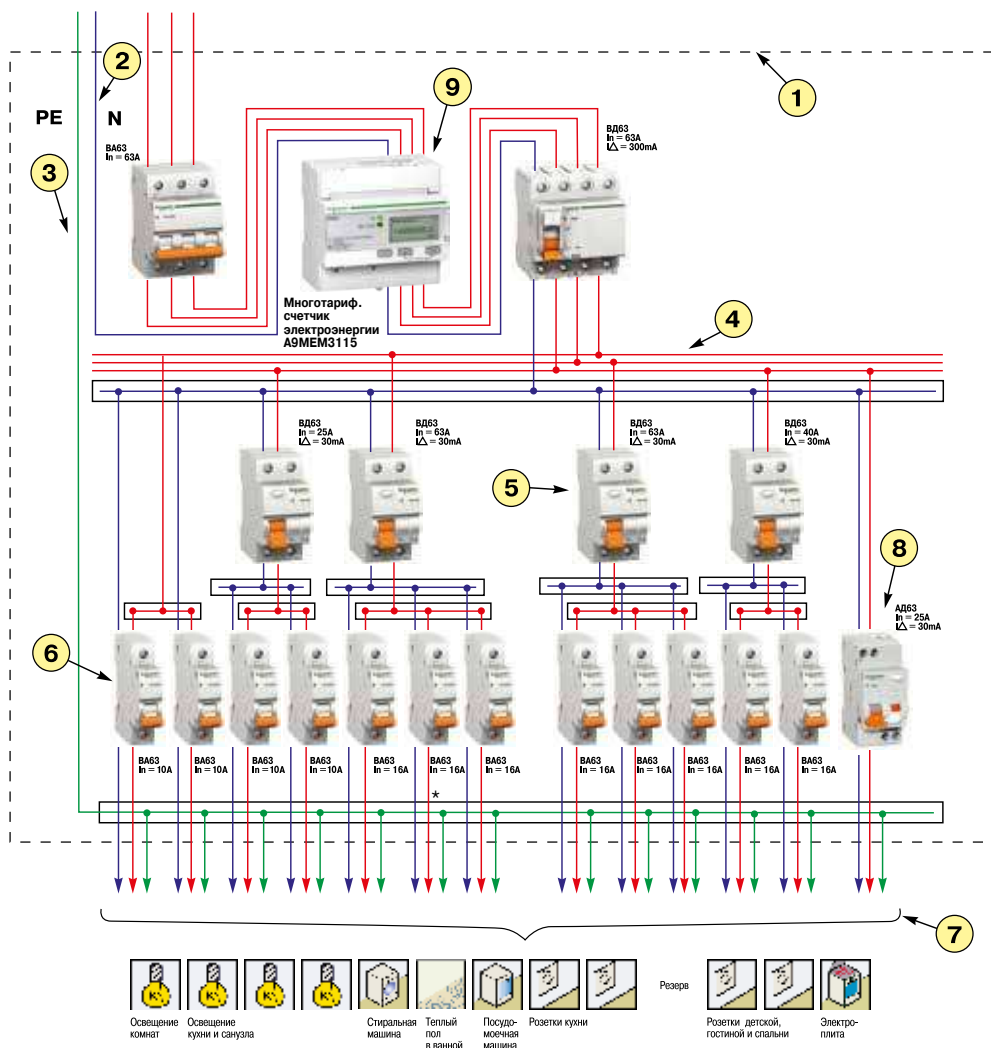 2
1
9
PE N
3
ВА63
In = 63A
ВД63
In = 63A
I△ = 300mA
Многотариф.
счетчик
электроэнергии
A9MEM3115
4
ВД63
In = 25A
I△ = 30mA
ВД63
In = 63A
I△ = 30mA
ВД63
In = 63A
I△ = 30mA
ВД63
In = 40A
I△ = 30mA
5
8
АД63
In = 25A
I△ = 30mA
6
ВА63
In = 10A
ВА63
In = 10A
ВА63
In = 10A
ВА63
In = 10A
ВА63
In = 16A
ВА63
In = 16A
ВА63
In = 16A
ВА63
In = 16A
ВА63
In = 16A
ВА63
In = 16A
ВА63
In = 16A
ВА63
In = 16A
*
7
Освещение
комнат
Освещение
кухни и санузла
Стиральная
машина
Теплый
пол
в ванной
Посудо-
моечная
машина
Розетки кухни
Резерв
Розетки детской,
гостиной и спальни
Электро-
плита